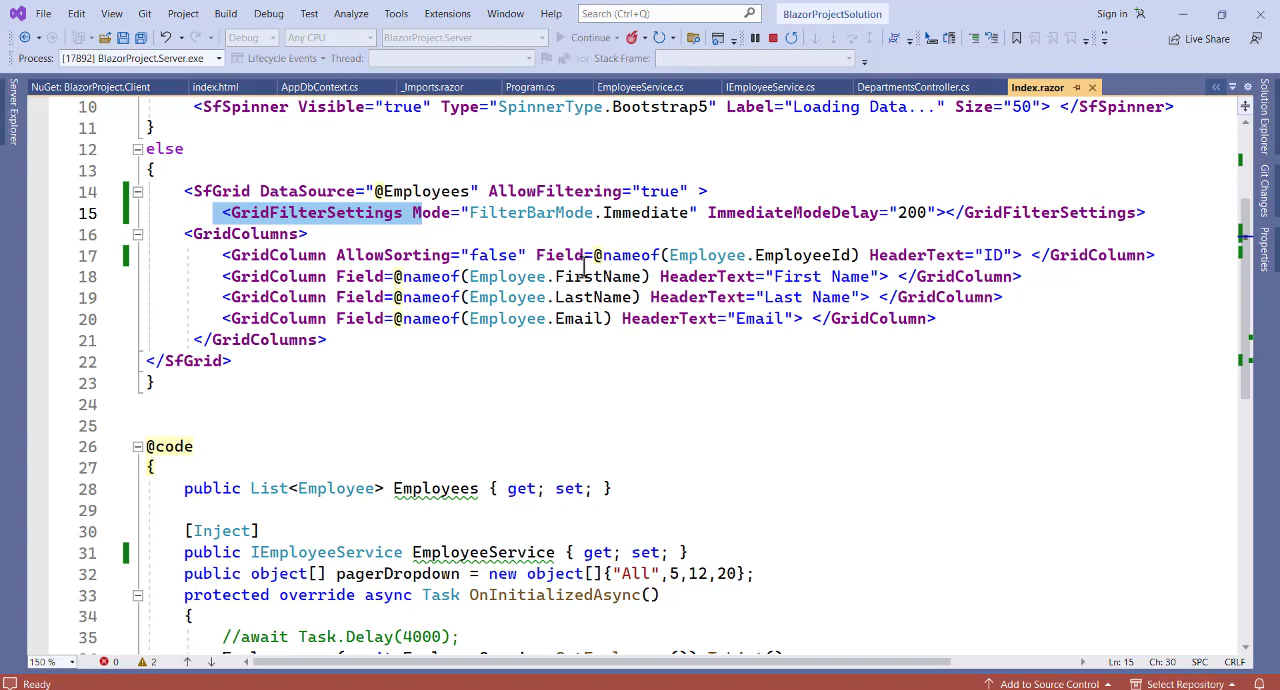 File Edit View Git Project Build Debug Test Analyze Tools Extensions Window Help Search (Ctrl+Q) BlazorProjectSolution Sign in
Debug Any CPU BlazorProject.Server Continue Live Share
Process: [17892] BlazorProject.Server.exe Lifecycle Events Thread: Stack Frame:
NuGet: BlazorProject.Client index.html AppDbContext.cs _Imports.razor Program.cs EmployeeService.cs IEmployeeService.cs DepartmentsController.cs Index.razor
Server Explorer
Solution Explorer
Git Changes
Properties
10 <SfSpinner Visible="true" Type="SpinnerType.Bootstrap5" Label="Loading Data..." Size="50"> </SfSpinner>
11 }
12 else
13 {
14 <SfGrid DataSource="@Employees" AllowFiltering="true" >
15 <GridFilterSettings Mode="FilterBarMode.Immediate" ImmediateModeDelay="200"></GridFilterSettings>
16 <GridColumns>
17 <GridColumn AllowSorting="false" Field=@nameof(Employee.EmployeeId) HeaderText="ID"> </GridColumn>
18 <GridColumn Field=@nameof(Employee.FirstName) HeaderText="First Name"> </GridColumn>
19 <GridColumn Field=@nameof(Employee.LastName) HeaderText="Last Name"> </GridColumn>
20 <GridColumn Field=@nameof(Employee.Email) HeaderText="Email"> </GridColumn>
21 </GridColumns>
22 </SfGrid>
23 }
24
25
26 @code
27 {
28 public List<Employee> Employees { get; set; }
29
30 [Inject]
31 public IEmployeeService EmployeeService { get; set; }
32 public object[] pagerDropdown = new object[]{"All",5,12,20};
33 protected override async Task OnInitializedAsync()
34 {
35 //await Task.Delay(4000);
150 % 0 2 Ln: 15 Ch: 30 SPC CRLF
Ready Add to Source Control Select Repository